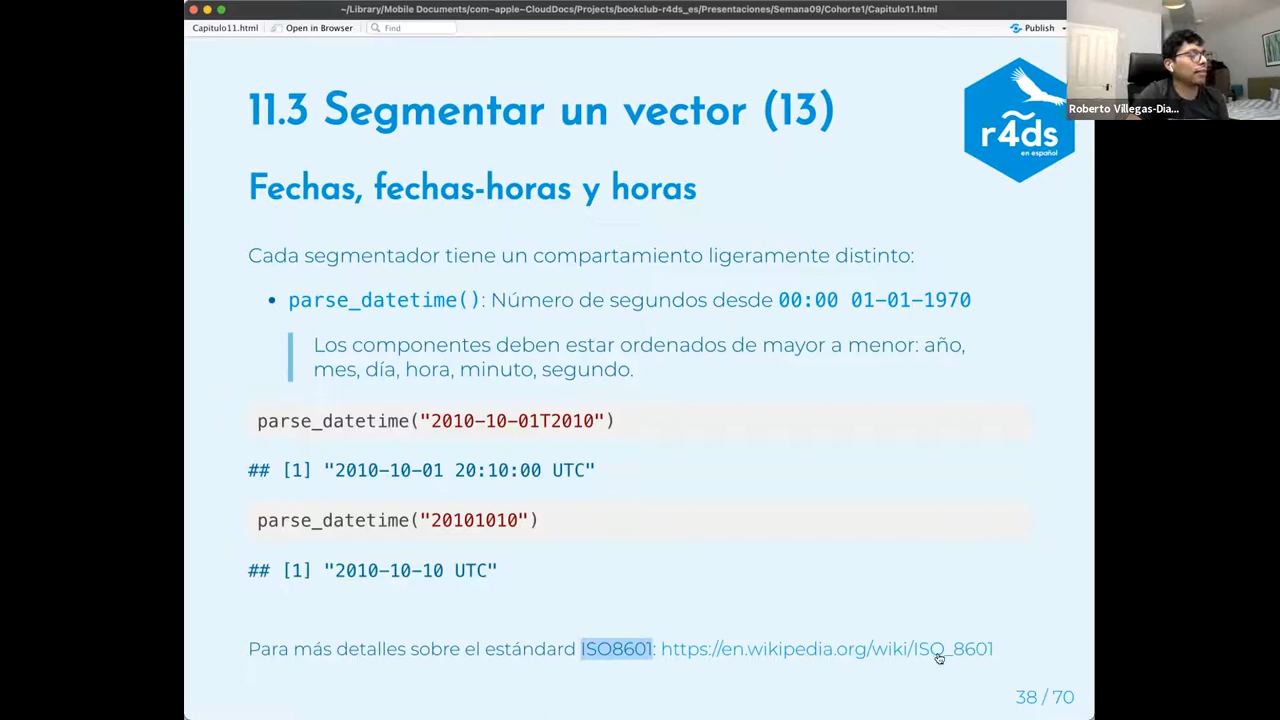 ~/Library/Mobile Documents/com~apple~CloudDocs/Projects/bookclub-r4ds_es/Presentaciones/Semana09/Cohorte1/Capitulo11.html
Capitulo11.html
Open in Browser
Find
Publish
Roberto Villegas-Dia...
11.3 Segmentar un vector (13)
r4ds
en español
Fechas, fechas-horas y horas
Cada segmentador tiene un compartamiento ligeramente distinto:
• parse_datetime(): Número de segundos desde 00:00 01-01-1970
Los componentes deben estar ordenados de mayor a menor: año,
mes, día, hora, minuto, segundo.
parse_datetime("2010-10-01T2010")
## [1] "2010-10-01 20:10:00 UTC"
parse_datetime("20101010")
## [1] "2010-10-10 UTC"
Para más detalles sobre el estándard ISO8601: https://en.wikipedia.org/wiki/ISO_8601
38 / 70